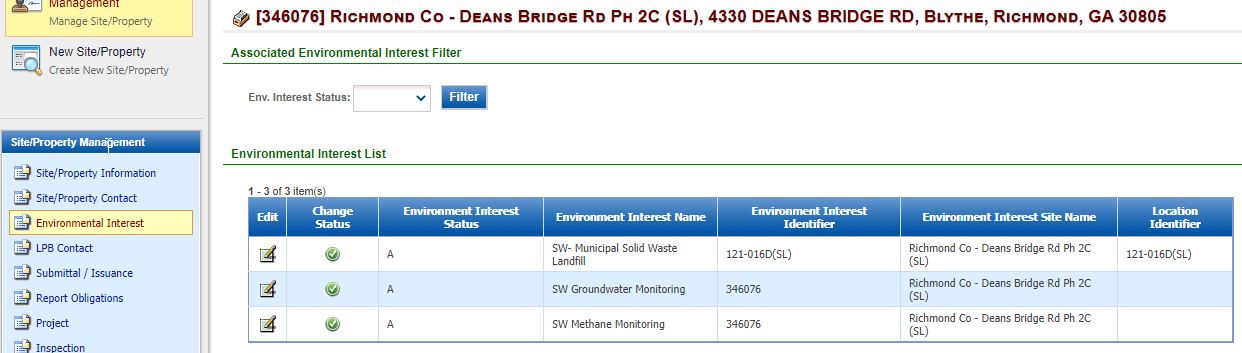 Management
Manage Site/Property
New Site/Property
Create New Site/Property
Site/Property Management
Site/Property Information
Site/Property Contact
Environmental Interest
LPB Contact
Submittal / Issuance
Report Obligations
Project
Inspection
[346076] Richmond Co - Deans Bridge Rd Ph 2C (SL), 4330 DEANS BRIDGE RD, Blythe, Richmond, GA 30805
Associated Environmental Interest Filter
Env. Interest Status: Filter
Environmental Interest List
1 - 3 of 3 item(s)
Edit Change Status Environment Interest Status Environment Interest Name Environment Interest Identifier Environment Interest Site Name Location Identifier
A SW- Municipal Solid Waste Landfill 121-016D(SL) Richmond Co - Deans Bridge Rd Ph 2C (SL) 121-016D(SL)
A SW Groundwater Monitoring 346076 Richmond Co - Deans Bridge Rd Ph 2C (SL)
A SW Methane Monitoring 346076 Richmond Co - Deans Bridge Rd Ph 2C (SL)